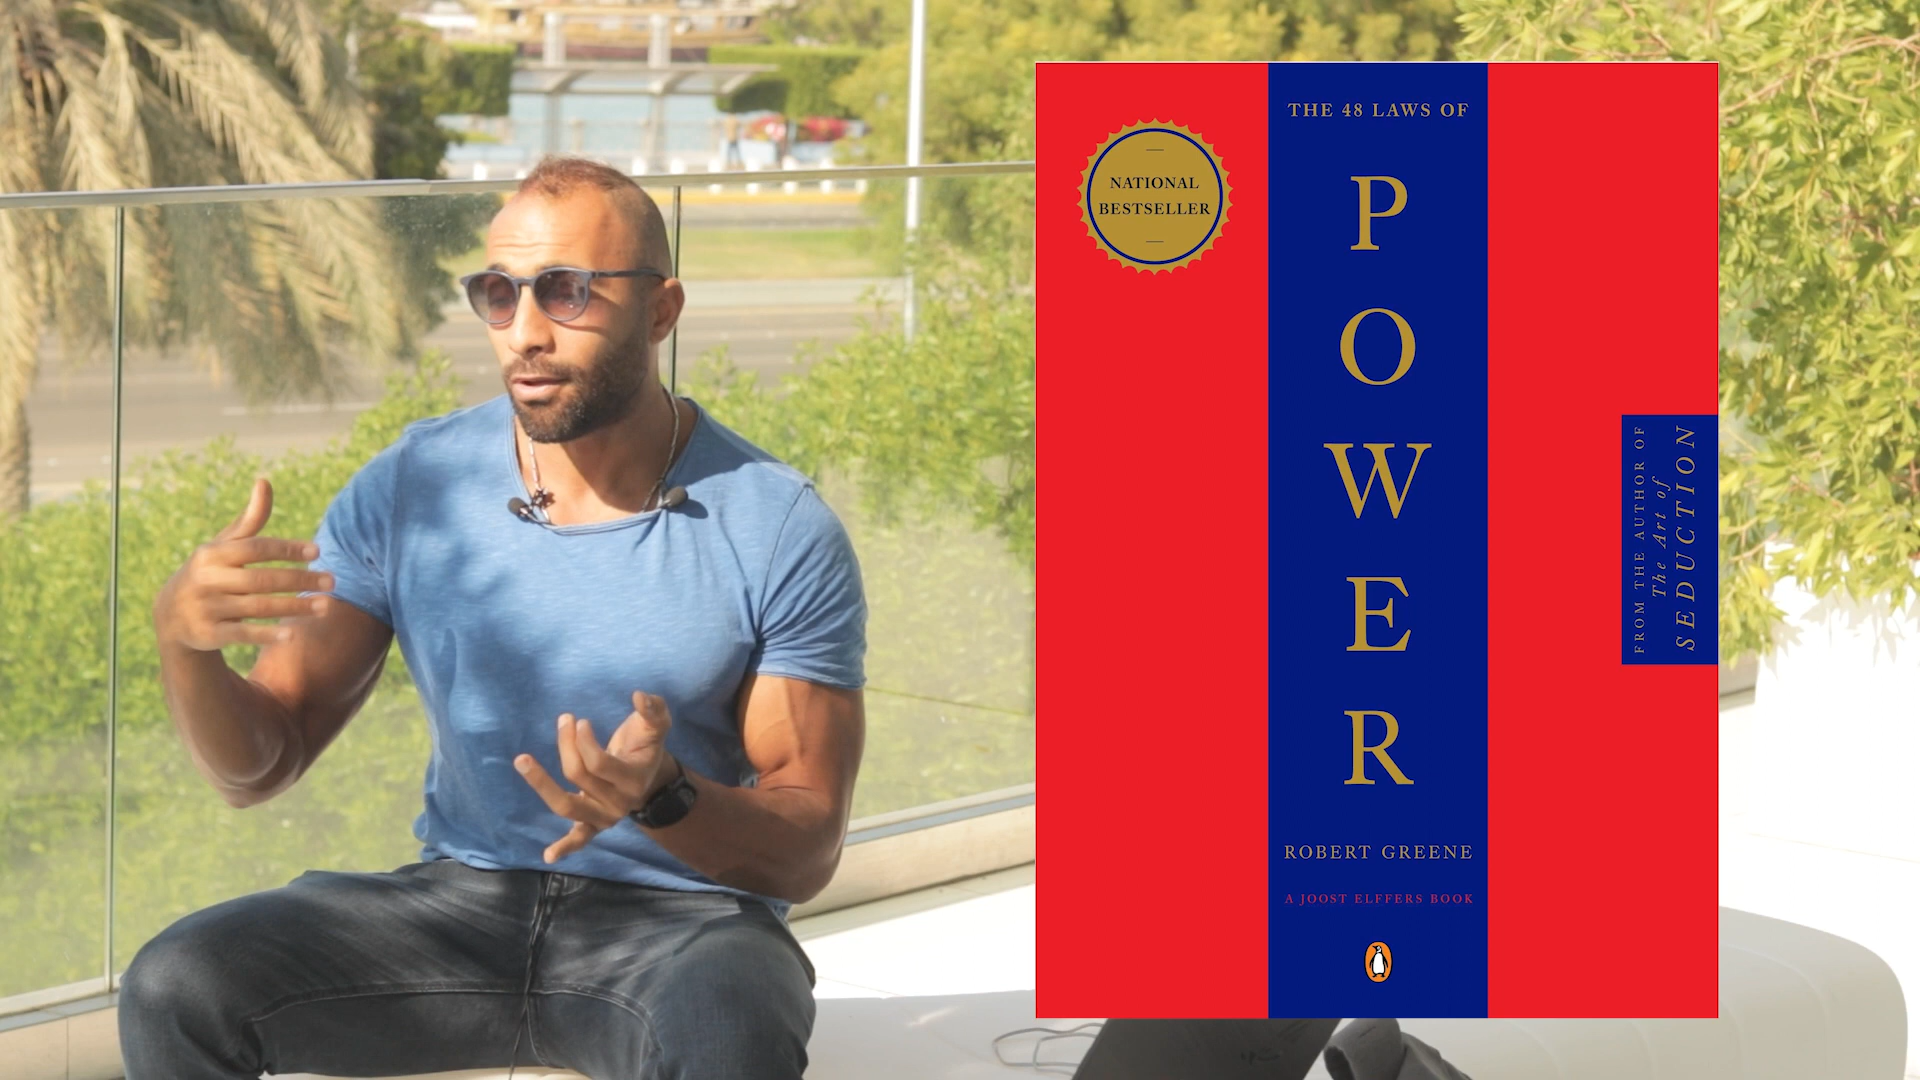 THE 48 LAWS OF
NATIONAL
BESTSELLER
POWER
FROM THE AUTHOR OF
The Art of
SEDUCTION
ROBERT GREENE
A JOOST ELFFERS BOOK